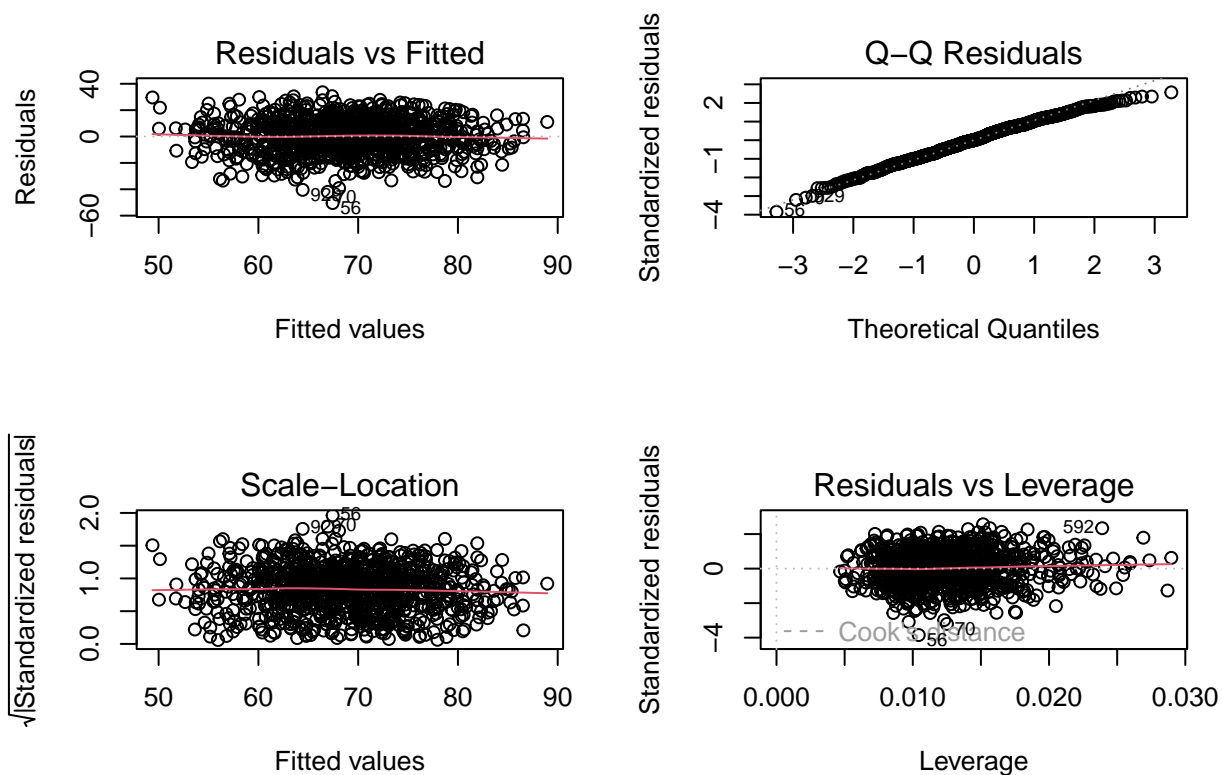 Residuals vs Fitted
Residuals
40
0
−60
50 60 70 80 90
Fitted values
56
Q−Q Residuals
Standardized residuals
2
−1
−4
−3 −2 −1 0 1 2 3
Theoretical Quantiles
56
Scale−Location
√|Standardized residuals|
2.0
1.0
0.0
50 60 70 80 90
Fitted values
56
Residuals vs Leverage
Standardized residuals
0
−4
0.000 0.010 0.020 0.030
Leverage
592
70
56
Cook's distance